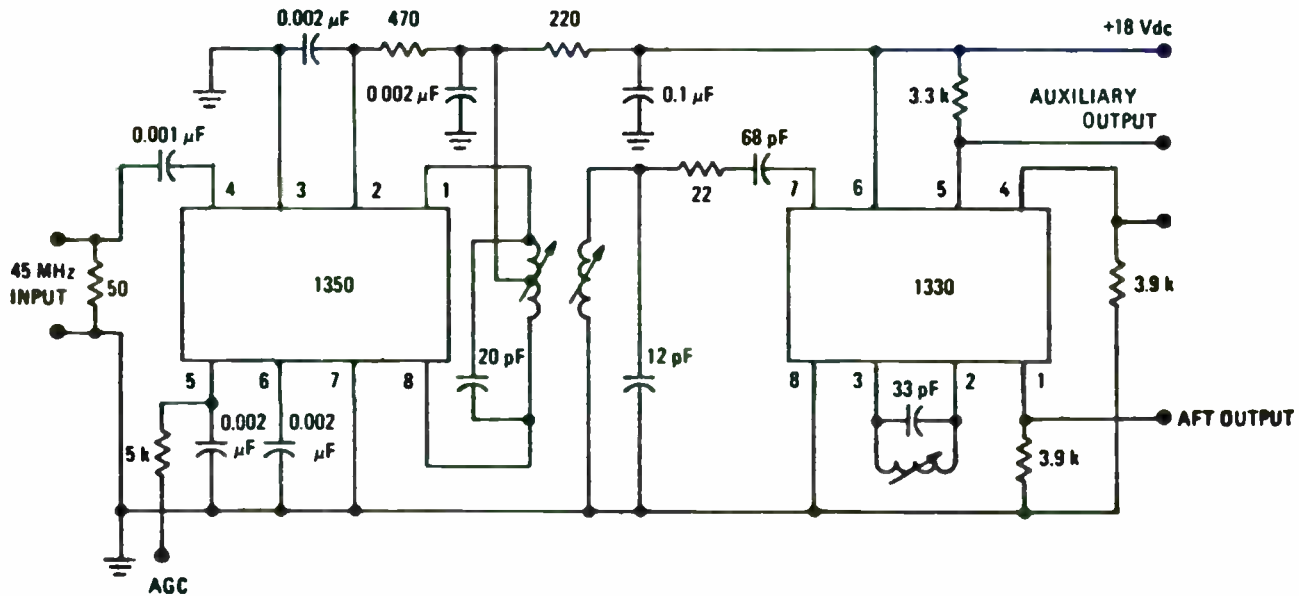 0.002 µF
470
220
+18 Vdc
0.002 µF
0.1 µF
3.3 k
AUXILIARY
OUTPUT
0.001 µF
68 pF
22
4
3
2
1
7
6
5
4
45 MHz
INPUT
50
1350
1330
3.9 k
20 pF
12 pF
5
6
7
8
8
3
33 pF
2
1
0.002
µF
0.002
µF
5 k
3.9 k
AFT OUTPUT
AGC